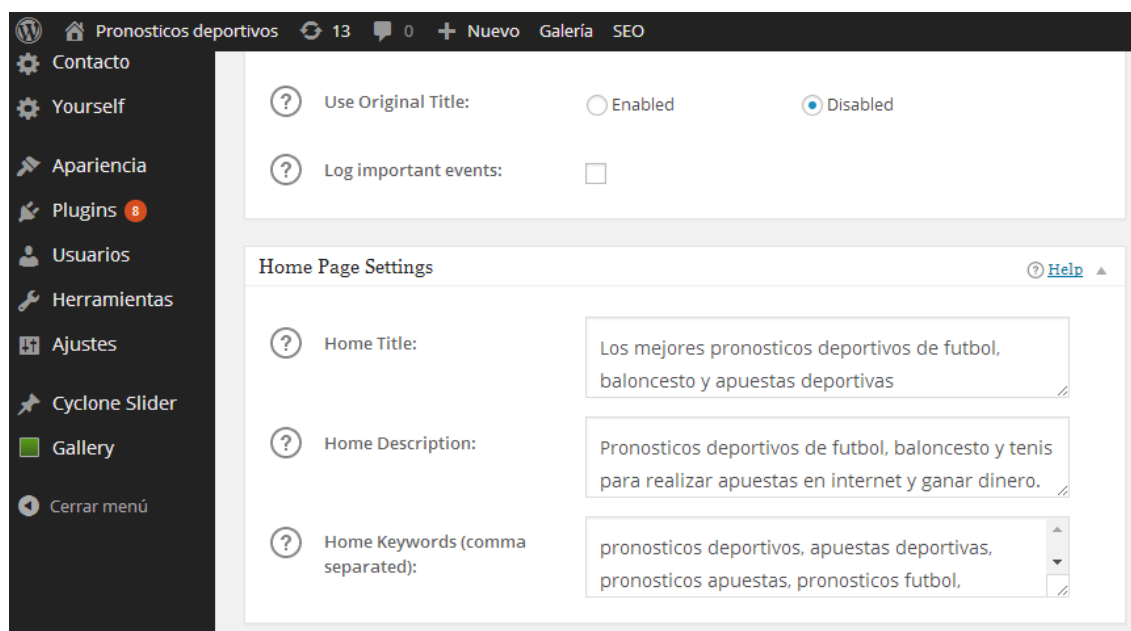 Pronosticos deportivos 13 0 + Nuevo Galería SEO
Contacto
Yourself
Apariencia
Plugins 8
Usuarios
Herramientas
Ajustes
Cyclone Slider
Gallery
Cerrar menú
? Use Original Title: Enabled Disabled
? Log important events:
Home Page Settings ? Help
? Home Title:
Los mejores pronosticos deportivos de futbol,
baloncesto y apuestas deportivas
? Home Description:
Pronosticos deportivos de futbol, baloncesto y tenis
para realizar apuestas en internet y ganar dinero.
? Home Keywords (comma
separated):
pronosticos deportivos, apuestas deportivas,
pronosticos apuestas, pronosticos futbol,